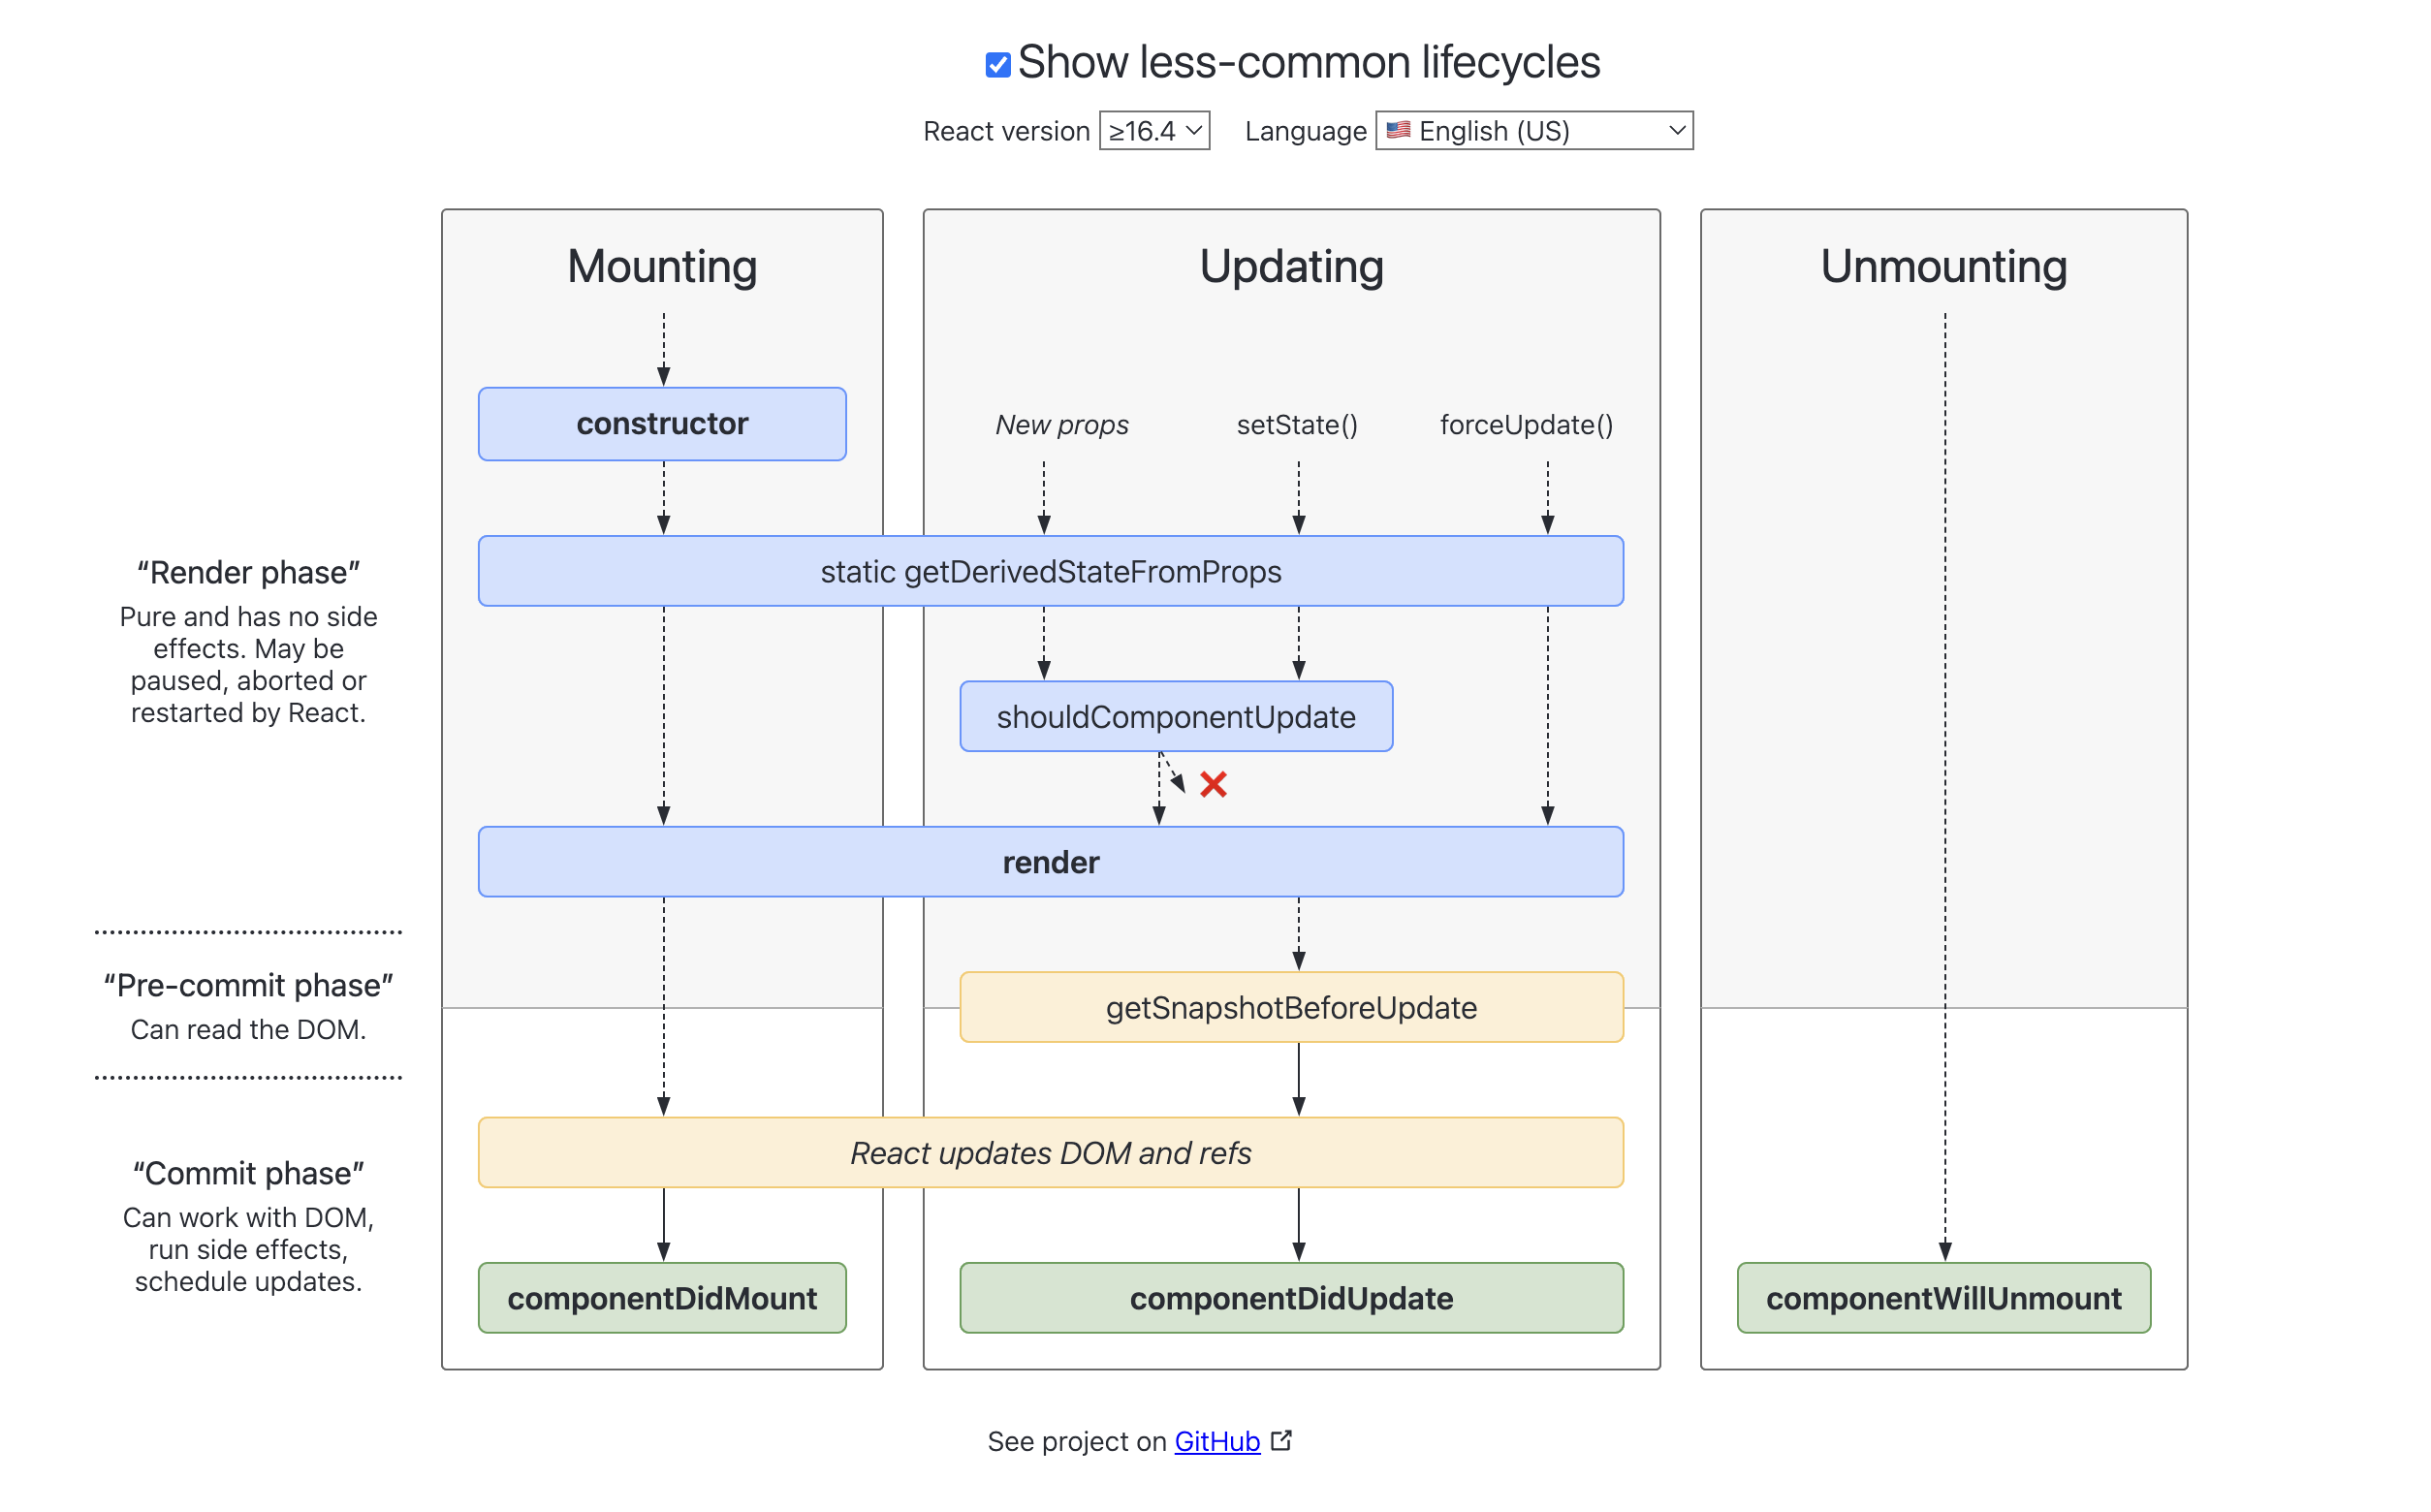 Show less-common lifecycles
React version ≥16.4 Language 🇺🇸 English (US)
Mounting
Updating
Unmounting
constructor
New props
setState()
forceUpdate()
static getDerivedStateFromProps
“Render phase”
Pure and has no side
effects. May be
paused, aborted or
restarted by React.
shouldComponentUpdate
render
“Pre-commit phase”
Can read the DOM.
getSnapshotBeforeUpdate
React updates DOM and refs
“Commit phase”
Can work with DOM,
run side effects,
schedule updates.
componentDidMount
componentDidUpdate
componentWillUnmount
See project on GitHub